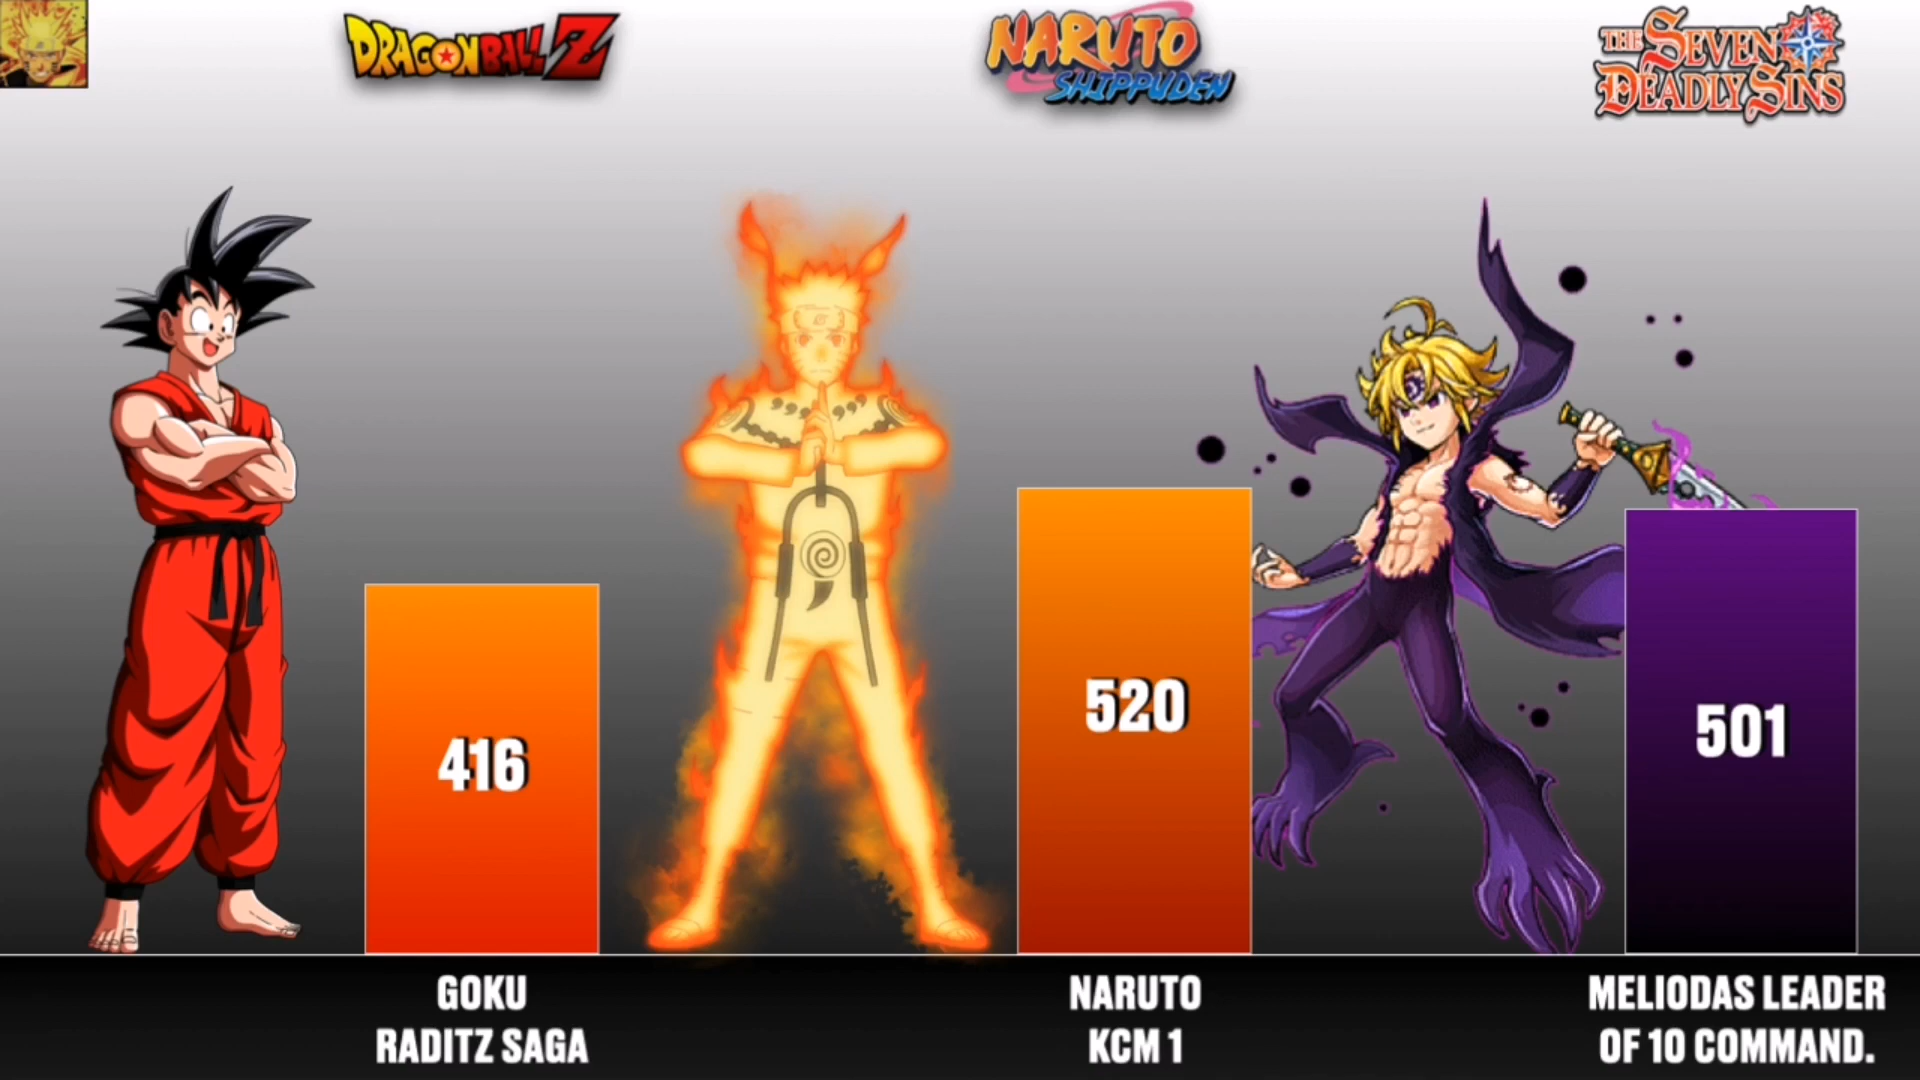 DRAGON BALL Z
NARUTO
SHIPPUDEN
THE SEVEN
DEADLY SINS
416
520
501
GOKU
RADITZ SAGA
NARUTO
KCM 1
MELIODAS LEADER
OF 10 COMMAND.